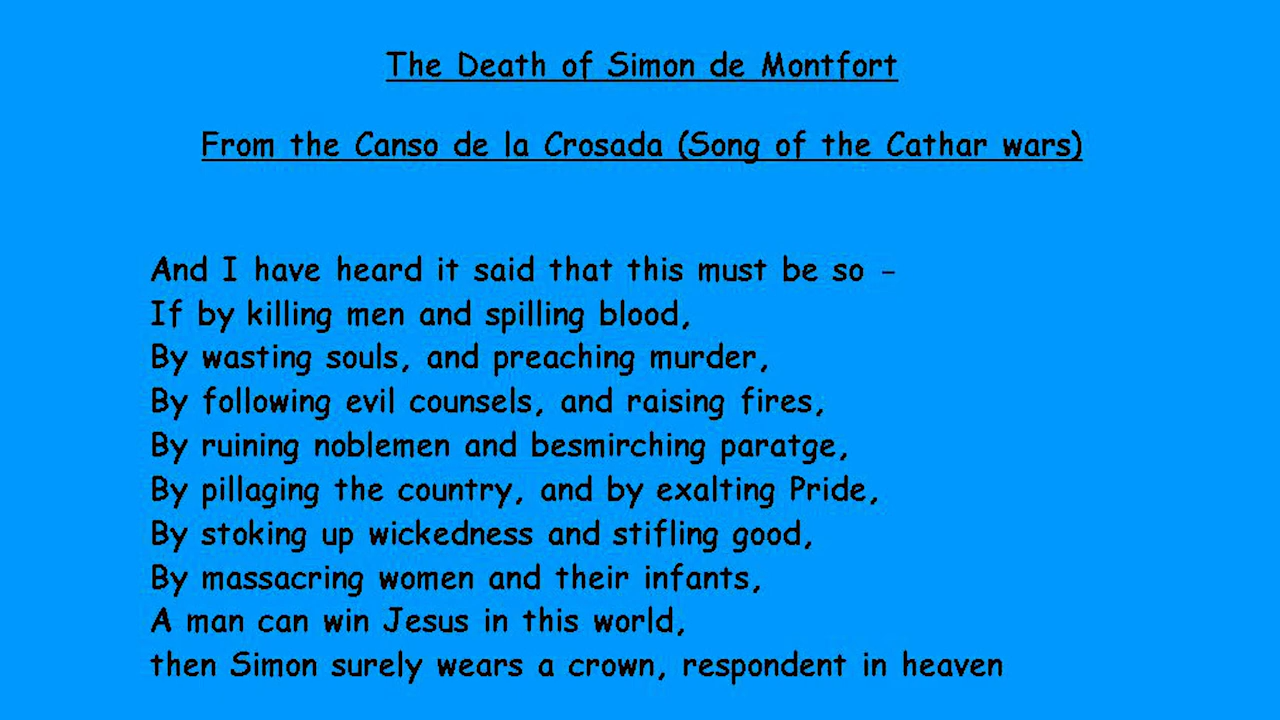 The Death of Simon de Montfort
From the Canso de la Crosada (Song of the Cathar wars)
And I have heard it said that this must be so –
If by killing men and spilling blood,
By wasting souls, and preaching murder,
By following evil counsels, and raising fires,
By ruining noblemen and besmirching paratge,
By pillaging the country, and by exalting Pride,
By stoking up wickedness and stifling good,
By massacring women and their infants,
A man can win Jesus in this world,
then Simon surely wears a crown, respondent in heaven